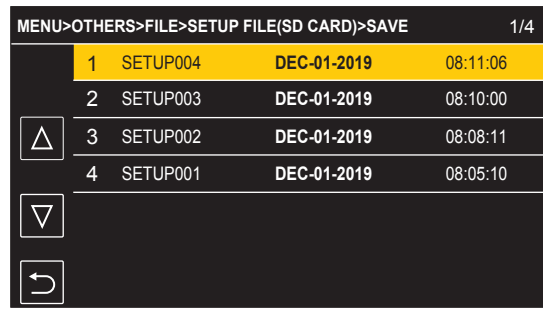 MENU>OTHERS>FILE>SETUP FILE(SD CARD)>SAVE 1/4
1 SETUP004 DEC-01-2019 08:11:06
2 SETUP003 DEC-01-2019 08:10:00
3 SETUP002 DEC-01-2019 08:08:11
4 SETUP001 DEC-01-2019 08:05:10